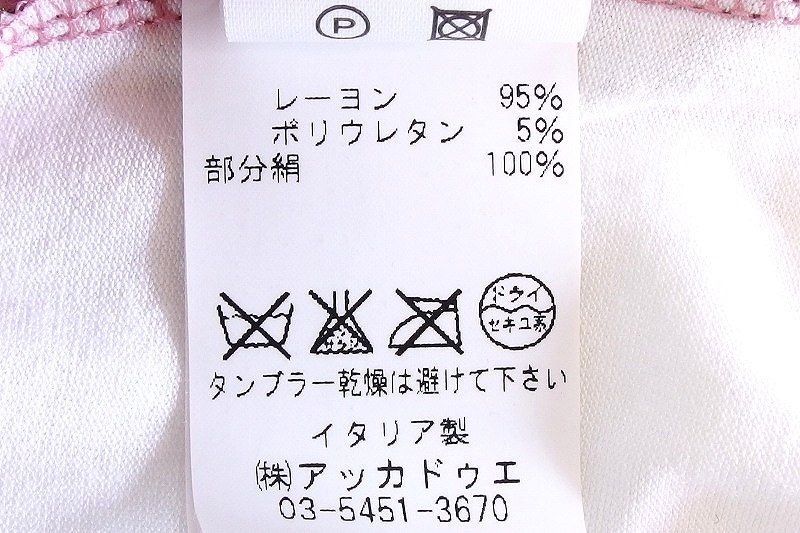 P
レーヨン 95%
ポリウレタン 5%
部分絹 100%
ドライ
セキユ系
タンブラー乾燥は避けて下さい
イタリア製
㈱アッカドゥエ
03-5451-3670